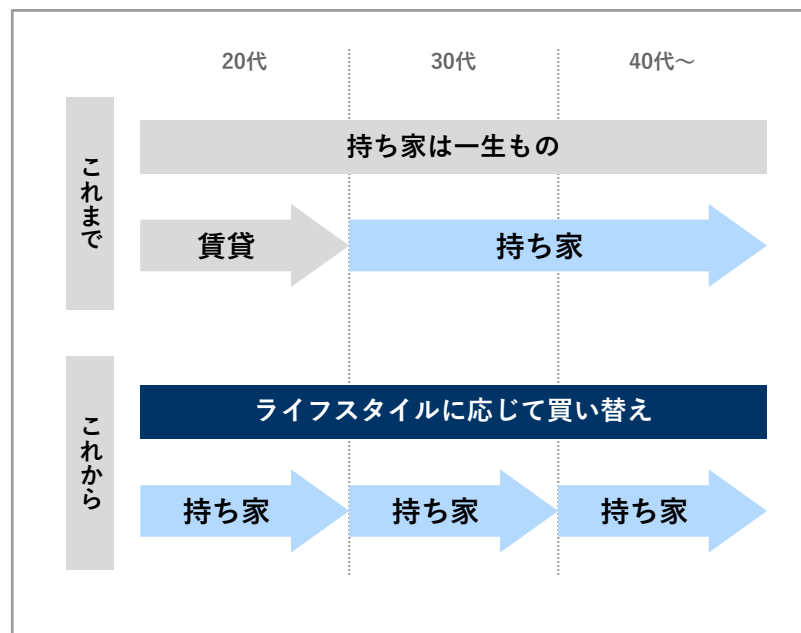 20代
30代
40代～
これまで
持ち家は一生もの
賃貸
持ち家
これから
ライフスタイルに応じて買い替え
持ち家
持ち家
持ち家